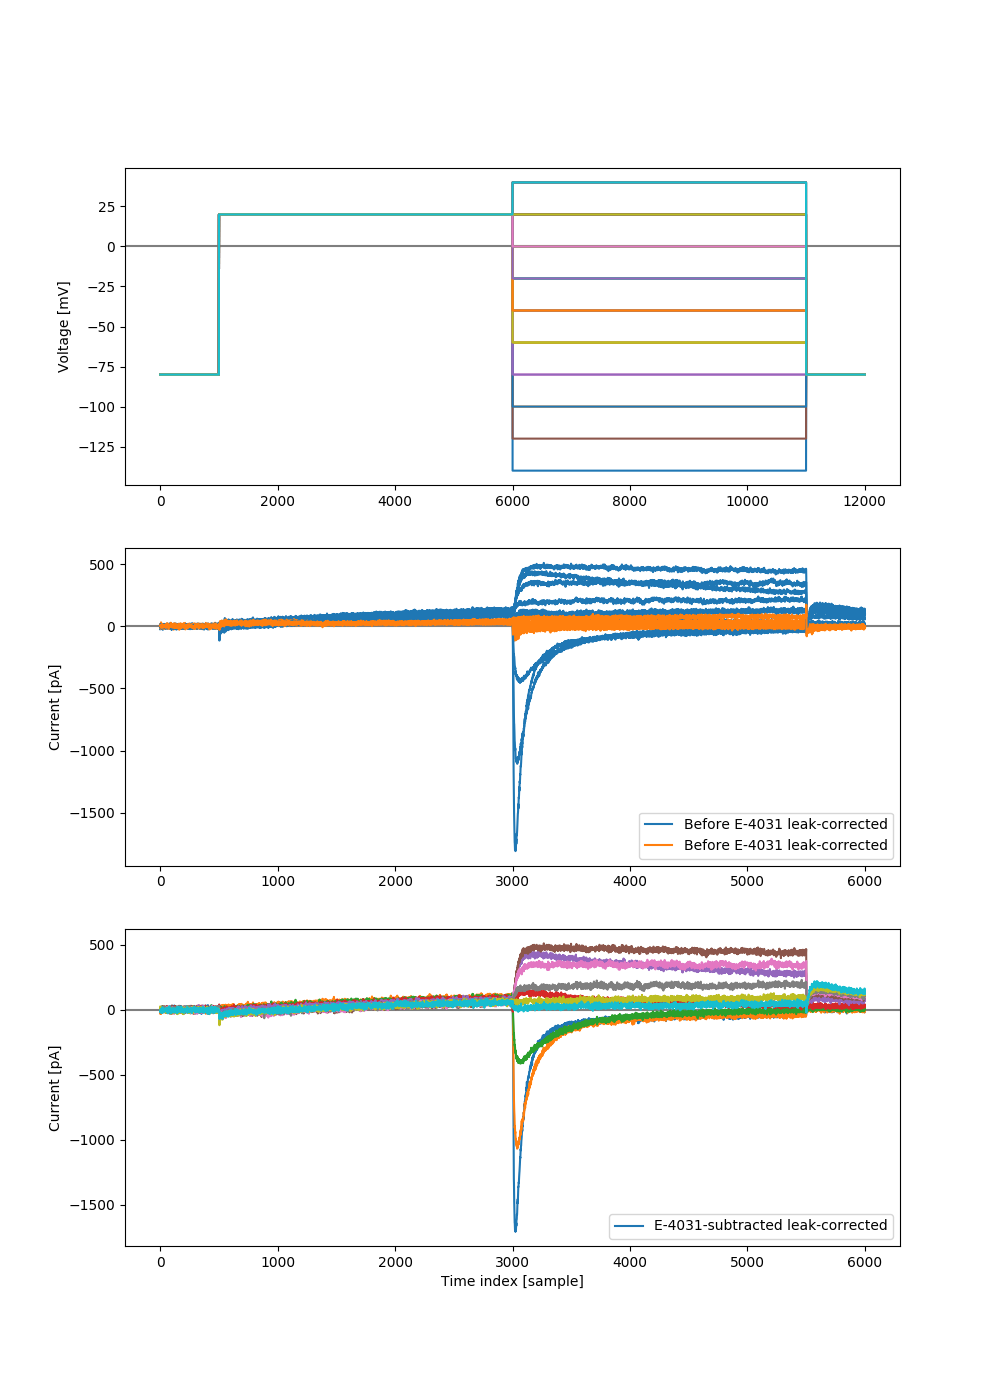 25
0
−25
−50
−75
−100
−125
Voltage [mV]
0 2000 4000 6000 8000 10000 12000
500
0
−500
−1000
−1500
Current [pA]
Before E-4031 leak-corrected
Before E-4031 leak-corrected
0 1000 2000 3000 4000 5000 6000
500
0
−500
−1000
−1500
Current [pA]
E-4031-subtracted leak-corrected
0 1000 2000 3000 4000 5000 6000
Time index [sample]